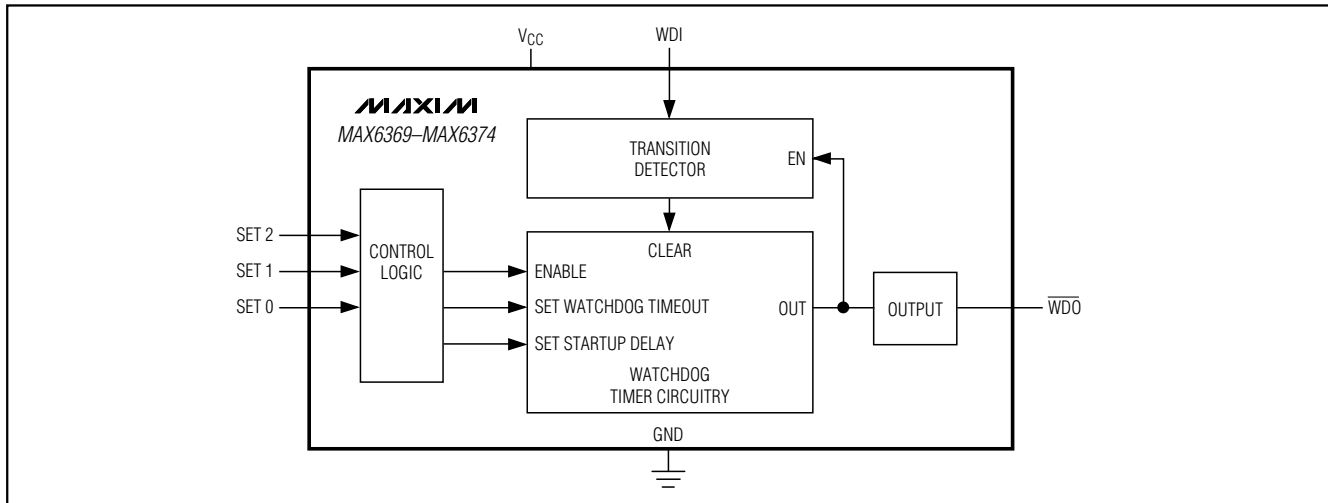 VCC
WDI
MAXIM
MAX6369–MAX6374
TRANSITION
DETECTOR
EN
SET 2
SET 1
SET 0
CONTROL
LOGIC
CLEAR
ENABLE
SET WATCHDOG TIMEOUT
SET STARTUP DELAY
OUT
WATCHDOG
TIMER CIRCUITRY
OUTPUT
WDO
GND